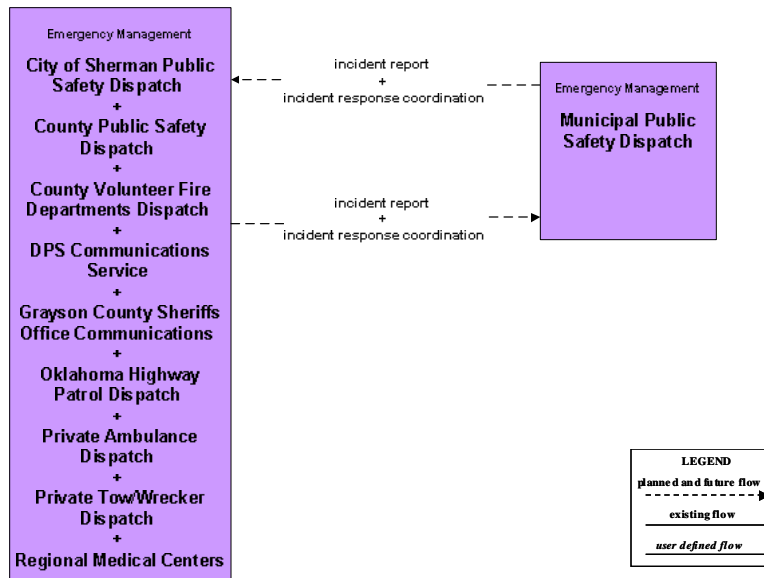 Emergency Management
City of Sherman Public
Safety Dispatch
+
County Public Safety
Dispatch
+
County Volunteer Fire
Departments Dispatch
+
DPS Communications
Service
+
Grayson County Sheriffs
Office Communications
+
Oklahoma Highway
Patrol Dispatch
+
Private Ambulance
Dispatch
+
Private Tow/Wrecker
Dispatch
+
Regional Medical Centers
incident report
+
incident response coordination
incident report
+
incident response coordination
Emergency Management
Municipal Public
Safety Dispatch
LEGEND
planned and future flow
existing flow
user defined flow